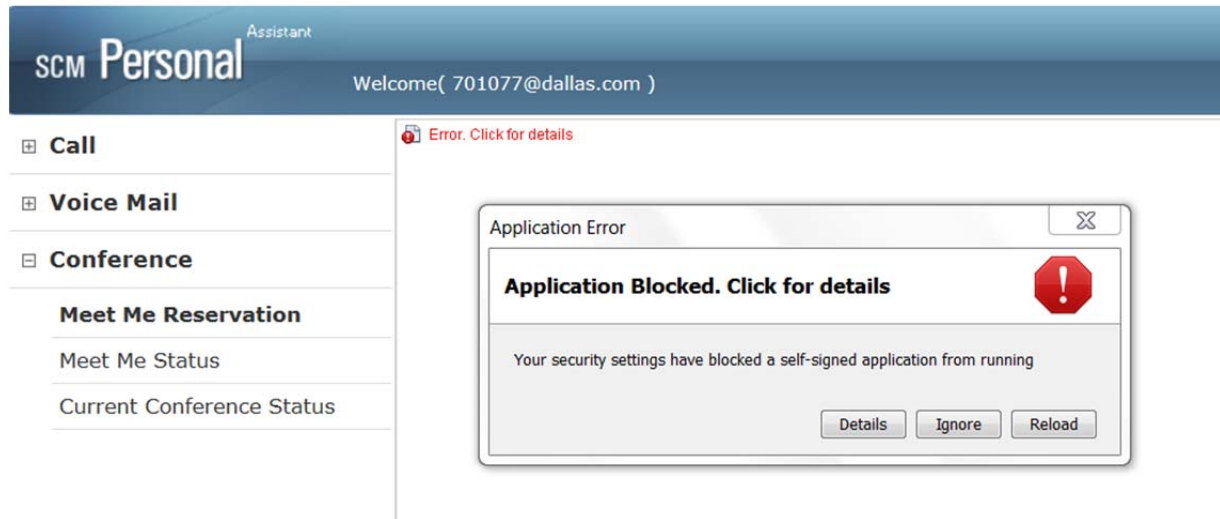 Assistant
SCM Personal
Welcome( 701077@dallas.com )
Call
Voice Mail
Conference
Meet Me Reservation
Meet Me Status
Current Conference Status
Error. Click for details
Application Error
Application Blocked. Click for details
Your security settings have blocked a self-signed application from running
Details Ignore Reload